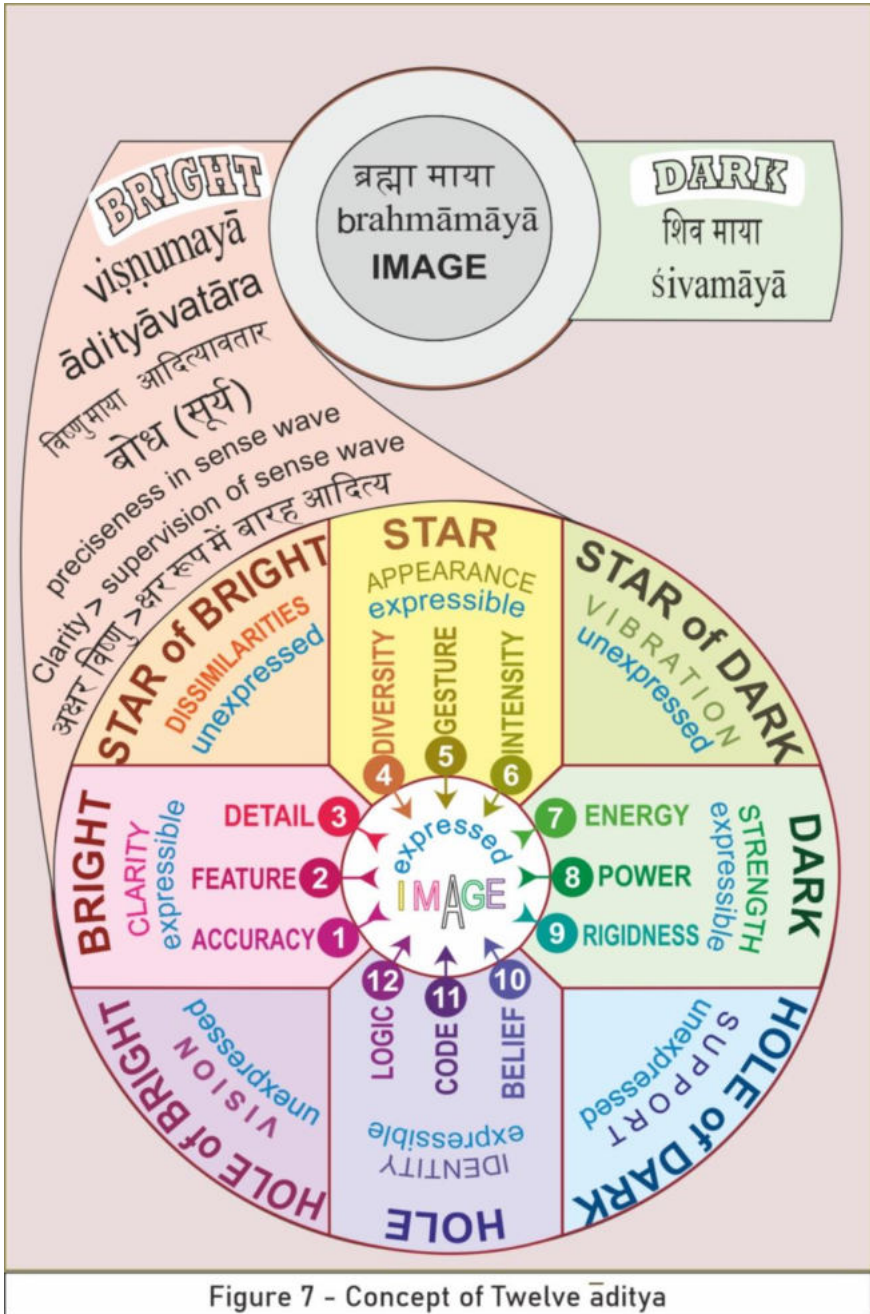 BRIGHT
viṣṇumayā
ādityāvatāra
विष्णु माया आदित्यावतार
बोध (सूर्य)
preciseness in sense wave
Clarity > supervision of sense wave
अक्षर विष्णु >क्षर रूप में बारह आदित्य
ब्रह्मा माया
brahmāmāyā
IMAGE
DARK
शिव माया
śivamāyā
STAR of BRIGHT
DISSIMILARITIES
unexpressed
STAR
APPEARANCE
expressible
DIVERSITY
GESTURE
INTENSITY
4
5
6
STAR of DARK
VIBRATION
unexpressed
BRIGHT
CLARITY
expressible
DETAIL 3
FEATURE 2
ACCURACY 1
expressed
IMAGE
7 ENERGY
8 POWER
9 RIGIDNESS
STRENGTH
expressible
DARK
HOLE of BRIGHT
VISION
unexpressed
12
11
10
LOGIC
CODE
BELIEF
expressible
IDENTITY
HOLE
unexpressed
SUPPORT
HOLE of DARK
Figure 7 - Concept of Twelve āditya